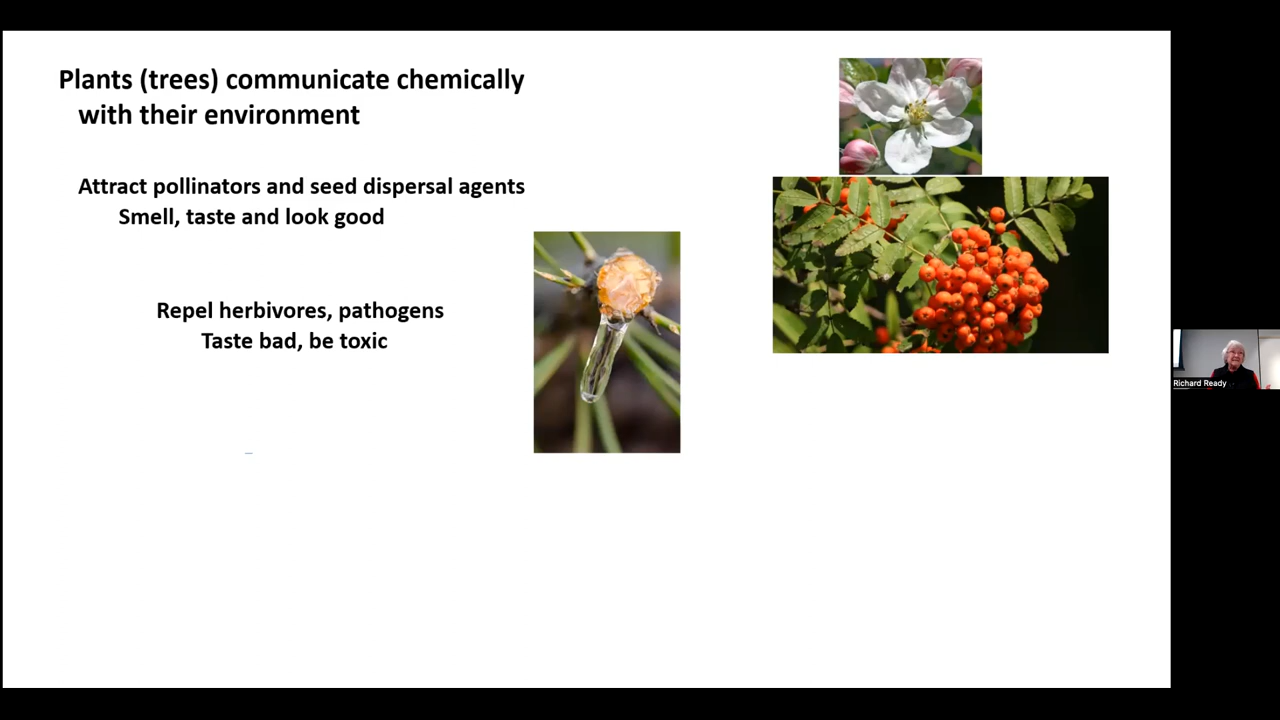 Plants (trees) communicate chemically
with their environment
Attract pollinators and seed dispersal agents
Smell, taste and look good
Repel herbivores, pathogens
Taste bad, be toxic
Richard Ready